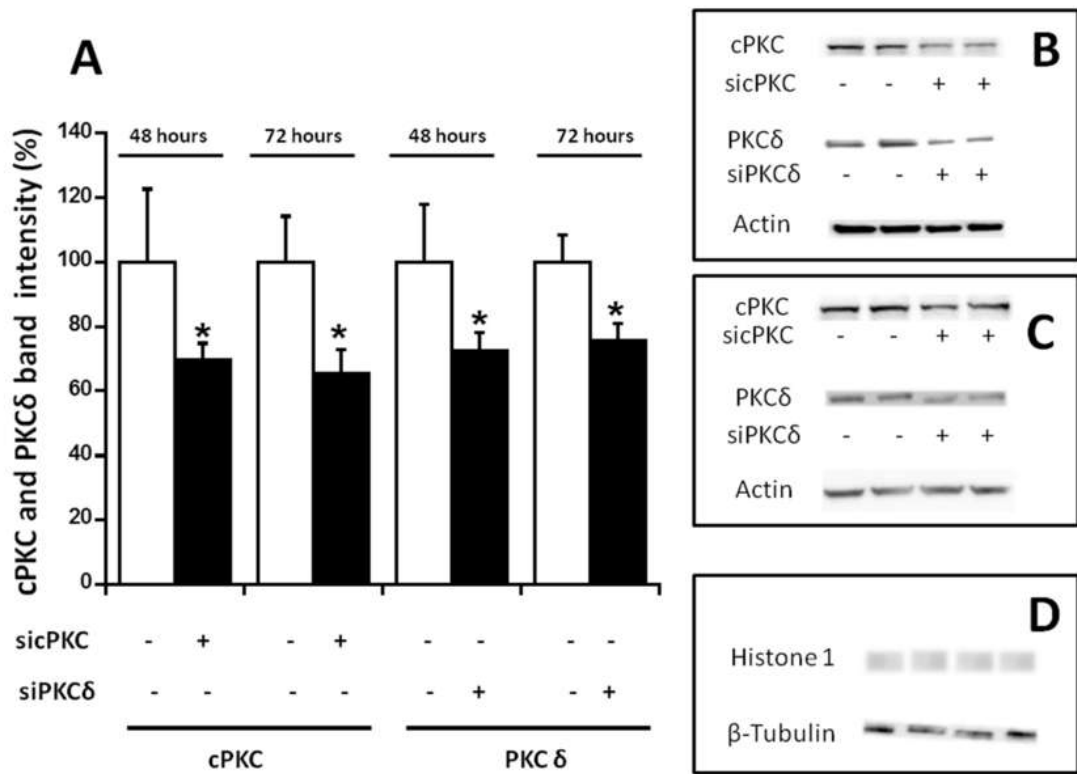 A
48 hours 72 hours 48 hours 72 hours
cPKC and PKCδ band intensity (%)
140
120
100
80
60
40
20
0
* * * *
sicPKC - + - + - - - -
siPKCδ - - - - - + - +
cPKC PKC δ
B
cPKC
sicPKC - - + +
PKCδ
siPKCδ - - + +
Actin
C
cPKC
sicPKC - - + +
PKCδ
siPKCδ - - + +
Actin
D
Histone 1
β-Tubulin